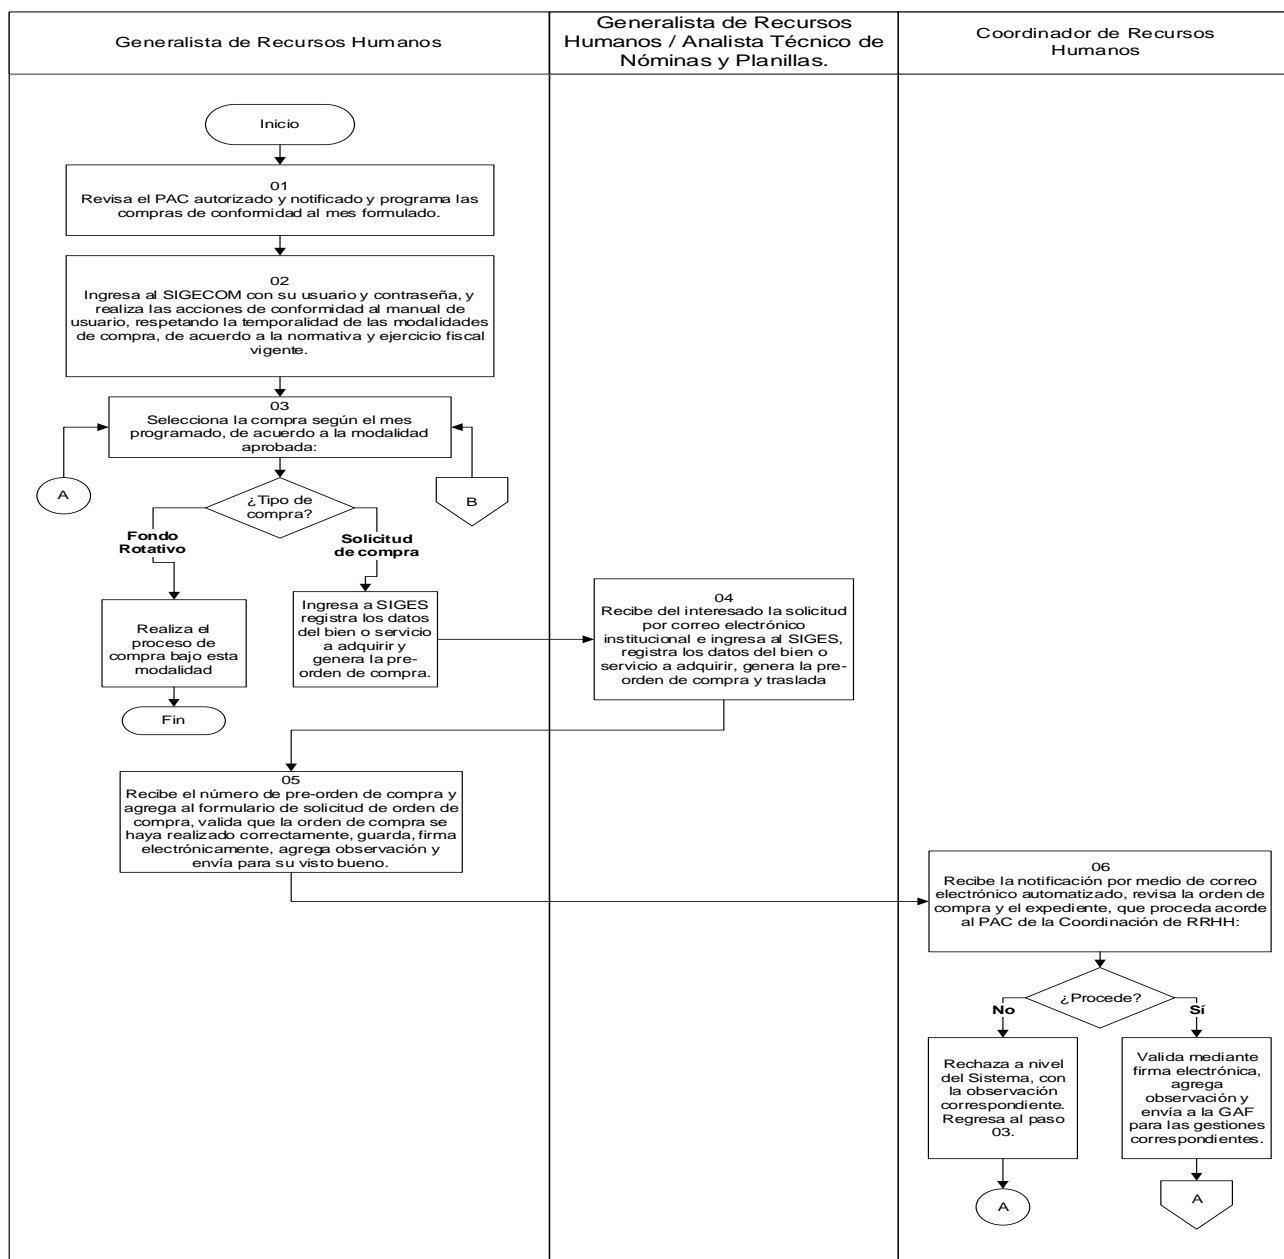 Generalista de Recursos Humanos
Generalista de Recursos
Humanos / Analista Técnico de
Nóminas y Planillas.
Coordinador de Recursos
Humanos
Inicio
01
Revisa el PAC autorizado y notificado y programa las
compras de conformidad al mes formulado.
02
Ingresa al SIGECOM con su usuario y contraseña, y
realiza las acciones de conformidad al manual de
usuario, respetando la temporalidad de las modalidades
de compra, de acuerdo a la normativa y ejercicio fiscal
vigente.
03
Selecciona la compra según el mes
programado, de acuerdo a la modalidad
aprobada:
A
B
¿Tipo de
compra?
Fondo
Rotativo
Solicitud
de compra
Realiza el
proceso de
compra bajo esta
modalidad
Fin
Ingresa a SIGES
registra los datos
del bien o servicio
a adquirir y
genera la pre-
orden de compra.
04
Recibe del interesado la solicitud
por correo electrónico
institucional e ingresa al SIGES,
registra los datos del bien o
servicio a adquirir, genera la pre-
orden de compra y traslada
05
Recibe el número de pre-orden de compra y
agrega al formulario de solicitud de orden de
compra, valida que la orden de compra se
haya realizado correctamente, guarda, firma
electrónicamente, agrega observación y
envía para su visto bueno.
06
Recibe la notificación por medio de correo
electrónico automatizado, revisa la orden de
compra y el expediente, que proceda acorde
al PAC de la Coordinación de RRHH:
¿Procede?
No
Sí
Rechaza a nivel
del Sistema, con
la observación
correspondiente.
Regresa al paso
03.
Valida mediante
firma electrónica,
agrega
observación y
envía a la GAF
para las gestiones
correspondientes.
A
A